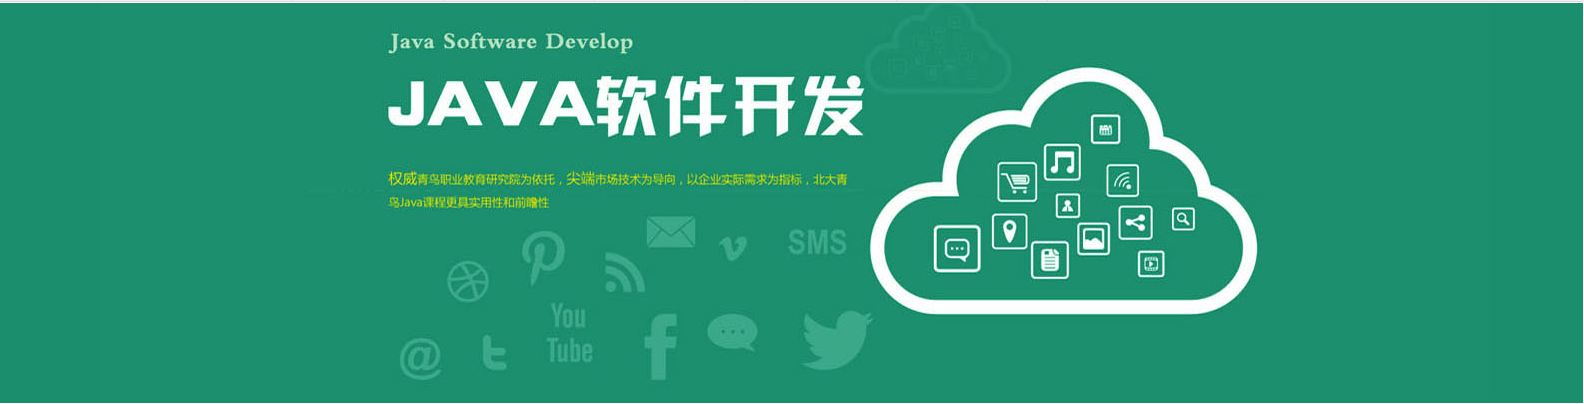 Java Software Develop
JAVA软件开发
权威青鸟职业教育研究院为依托，尖端市场技术为导向，以企业实际需求为指标，北大青
鸟Java课程更具实用性和前瞻性
SMS
You
Tube